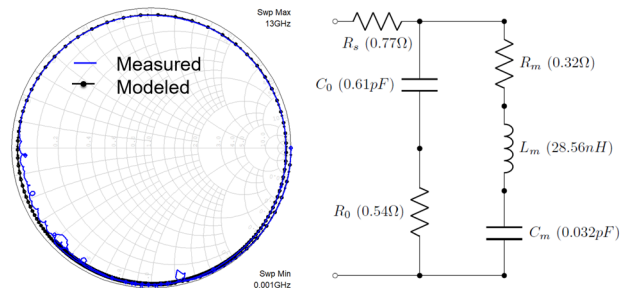 Swp Max
13GHz
Measured
Modeled
Swp Min
0.001GHz
R_s (0.77Ω)
C_0 (0.61pF)
R_0 (0.54Ω)
R_m (0.32Ω)
L_m (28.56nH)
C_m (0.032pF)